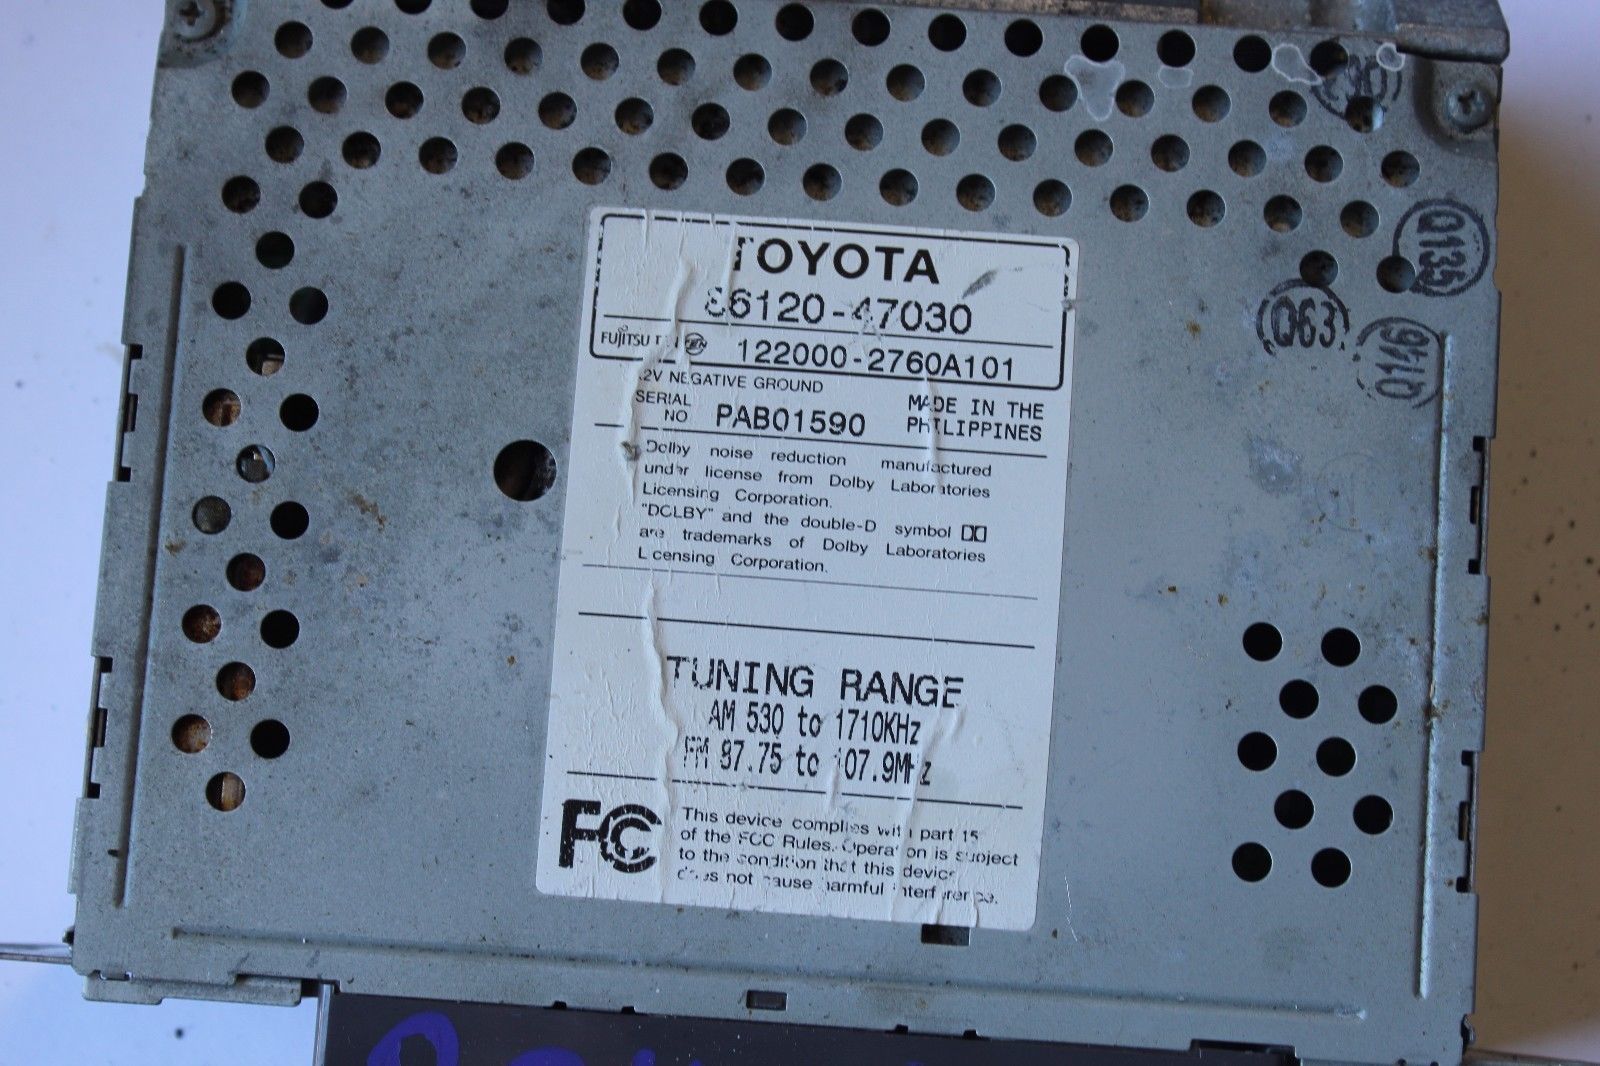 TOYOTA
86120-47030
FUJITSU TEN 122000-2760A101
12V NEGATIVE GROUND
SERIAL NO PAB01590 MADE IN THE PHILIPPINES
Dolby noise reduction manufactured
under license from Dolby Laboratories
Licensing Corporation.
"DOLBY" and the double-D symbol
are trademarks of Dolby Laboratories
Licensing Corporation.
TUNING RANGE
AM 530 to 1710KHz
FM 87.75 to 107.9MHz
FC This device complies with part 15
of the FCC Rules. Operation is subject
to the condition that this device
does not cause harmful interference.
Q135
Q63
Q116